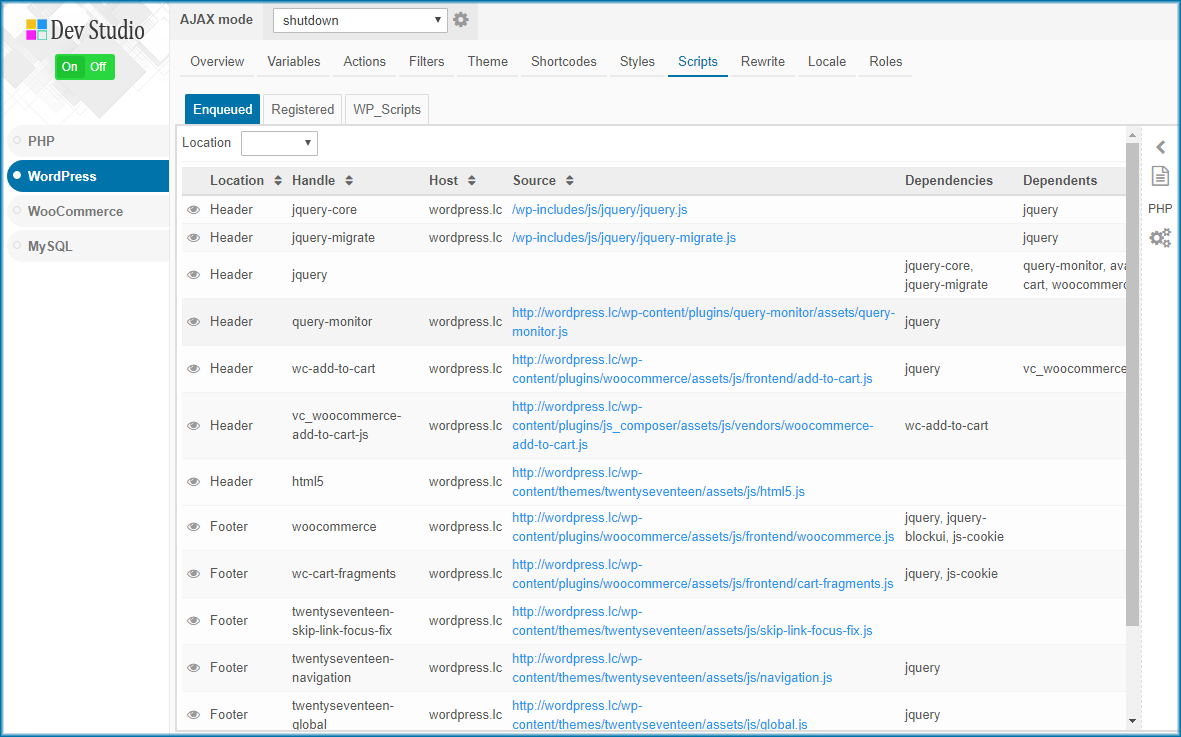 Dev Studio
On Off
PHP
WordPress
WooCommerce
MySQL
AJAX mode shutdown
Overview Variables Actions Filters Theme Shortcodes Styles Scripts Rewrite Locale Roles
Enqueued Registered WP_Scripts
Location
Location Handle Host Source Dependencies Dependents
Header jquery-core wordpress.lc /wp-includes/js/jquery/jquery.js jquery
Header jquery-migrate wordpress.lc /wp-includes/js/jquery/jquery-migrate.js jquery
Header jquery jquery-core, jquery-migrate query-monitor, ava cart, woocommerc
Header query-monitor wordpress.lc http://wordpress.lc/wp-content/plugins/query-monitor/assets/query-
monitor.js jquery
Header wc-add-to-cart wordpress.lc http://wordpress.lc/wp-
content/plugins/woocommerce/assets/js/frontend/add-to-cart.js jquery vc_woocommerce
Header vc_woocommerce-
add-to-cart-js wordpress.lc http://wordpress.lc/wp-
content/plugins/js_composer/assets/js/vendors/woocommerce-
add-to-cart.js wc-add-to-cart
Header html5 wordpress.lc http://wordpress.lc/wp-
content/themes/twentyseventeen/assets/js/html5.js
Footer woocommerce wordpress.lc http://wordpress.lc/wp-
content/plugins/woocommerce/assets/js/frontend/woocommerce.js jquery, jquery-
blockui, js-cookie
Footer wc-cart-fragments wordpress.lc http://wordpress.lc/wp-
content/plugins/woocommerce/assets/js/frontend/cart-fragments.js jquery, js-cookie
Footer twentyseventeen-
skip-link-focus-fix wordpress.lc http://wordpress.lc/wp-
content/themes/twentyseventeen/assets/js/skip-link-focus-fix.js
Footer twentyseventeen-
navigation wordpress.lc http://wordpress.lc/wp-
content/themes/twentyseventeen/assets/js/navigation.js jquery
Footer twentyseventeen-
global wordpress.lc http://wordpress.lc/wp-
content/themes/twentyseventeen/assets/js/global.js jquery
PHP